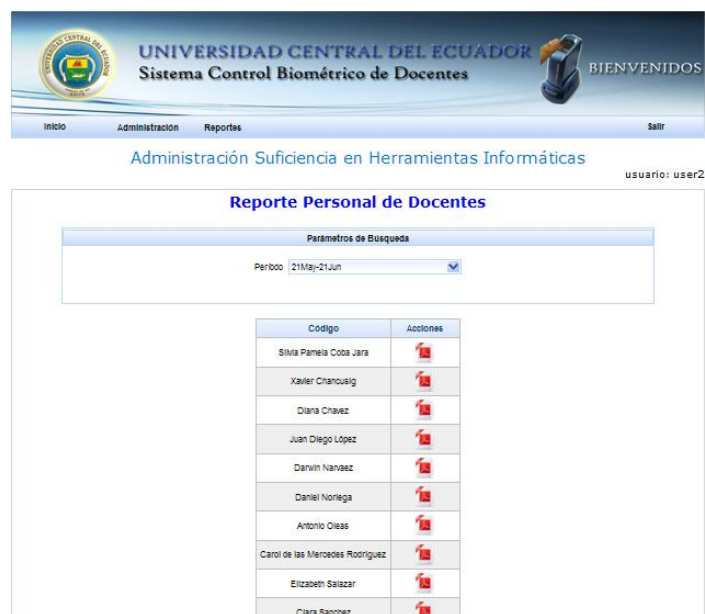 UNIVERSIDAD CENTRAL DEL ECUADOR
Sistema Control Biométrico de Docentes
BIENVENIDOS
Inicio Administración Reportes Salir
Administración Suficiencia en Herramientas Informáticas
usuario: user2
Reporte Personal de Docentes
Parámetros de Búsqueda
Período 21May-21Jun
Código Acciones
Silvia Pamela Coba Jara
Xavier Chancusig
Diana Chavez
Juan Diego López
Darwin Narvaez
Daniel Noriega
Antonio Oleas
Carol de las Mercedes Rodriguez
Elizabeth Salazar
Clara Sanchez